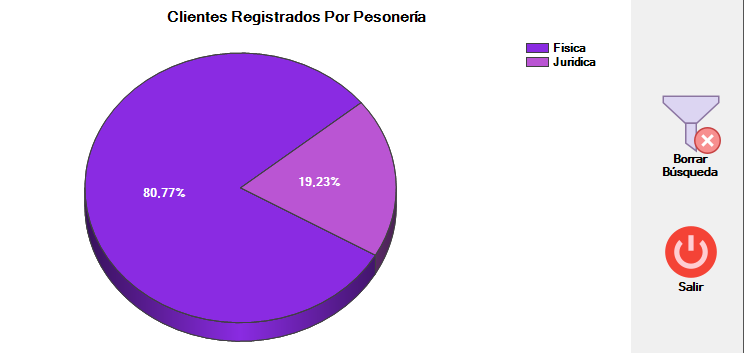 Clientes Registrados Por Pesonería
Fisica
Juridica
80,77%
19,23%
Borrar
Búsqueda
Salir